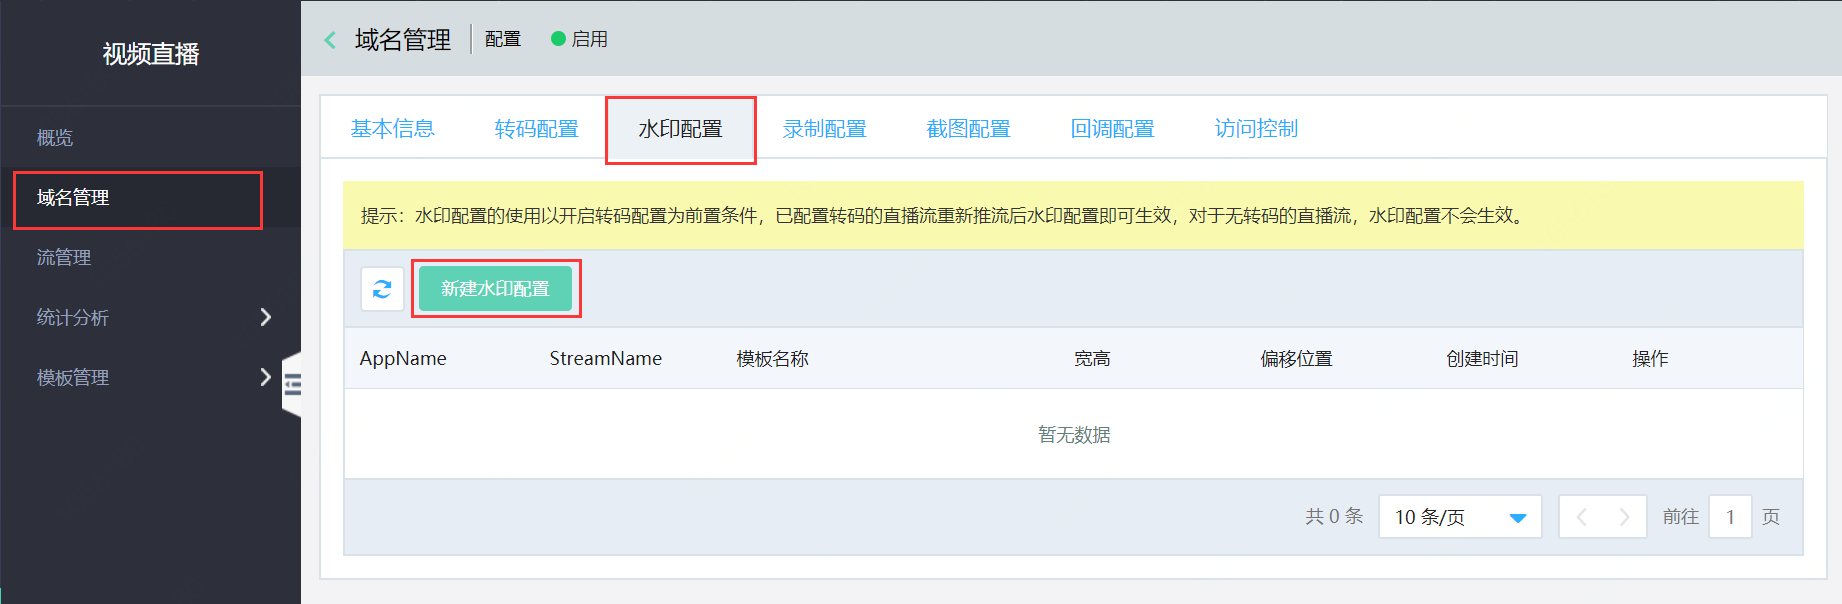 视频直播
概览
域名管理
流管理
统计分析
模板管理
域名管理 配置 启用
基本信息 转码配置 水印配置 录制配置 截图配置 回调配置 访问控制
提示：水印配置的使用以开启转码配置为前置条件，已配置转码的直播流重新推流后水印配置即可生效，对于无转码的直播流，水印配置不会生效。
新建水印配置
AppName StreamName 模板名称 宽高 偏移位置 创建时间 操作
暂无数据
共 0 条 10 条/页 前往 1 页